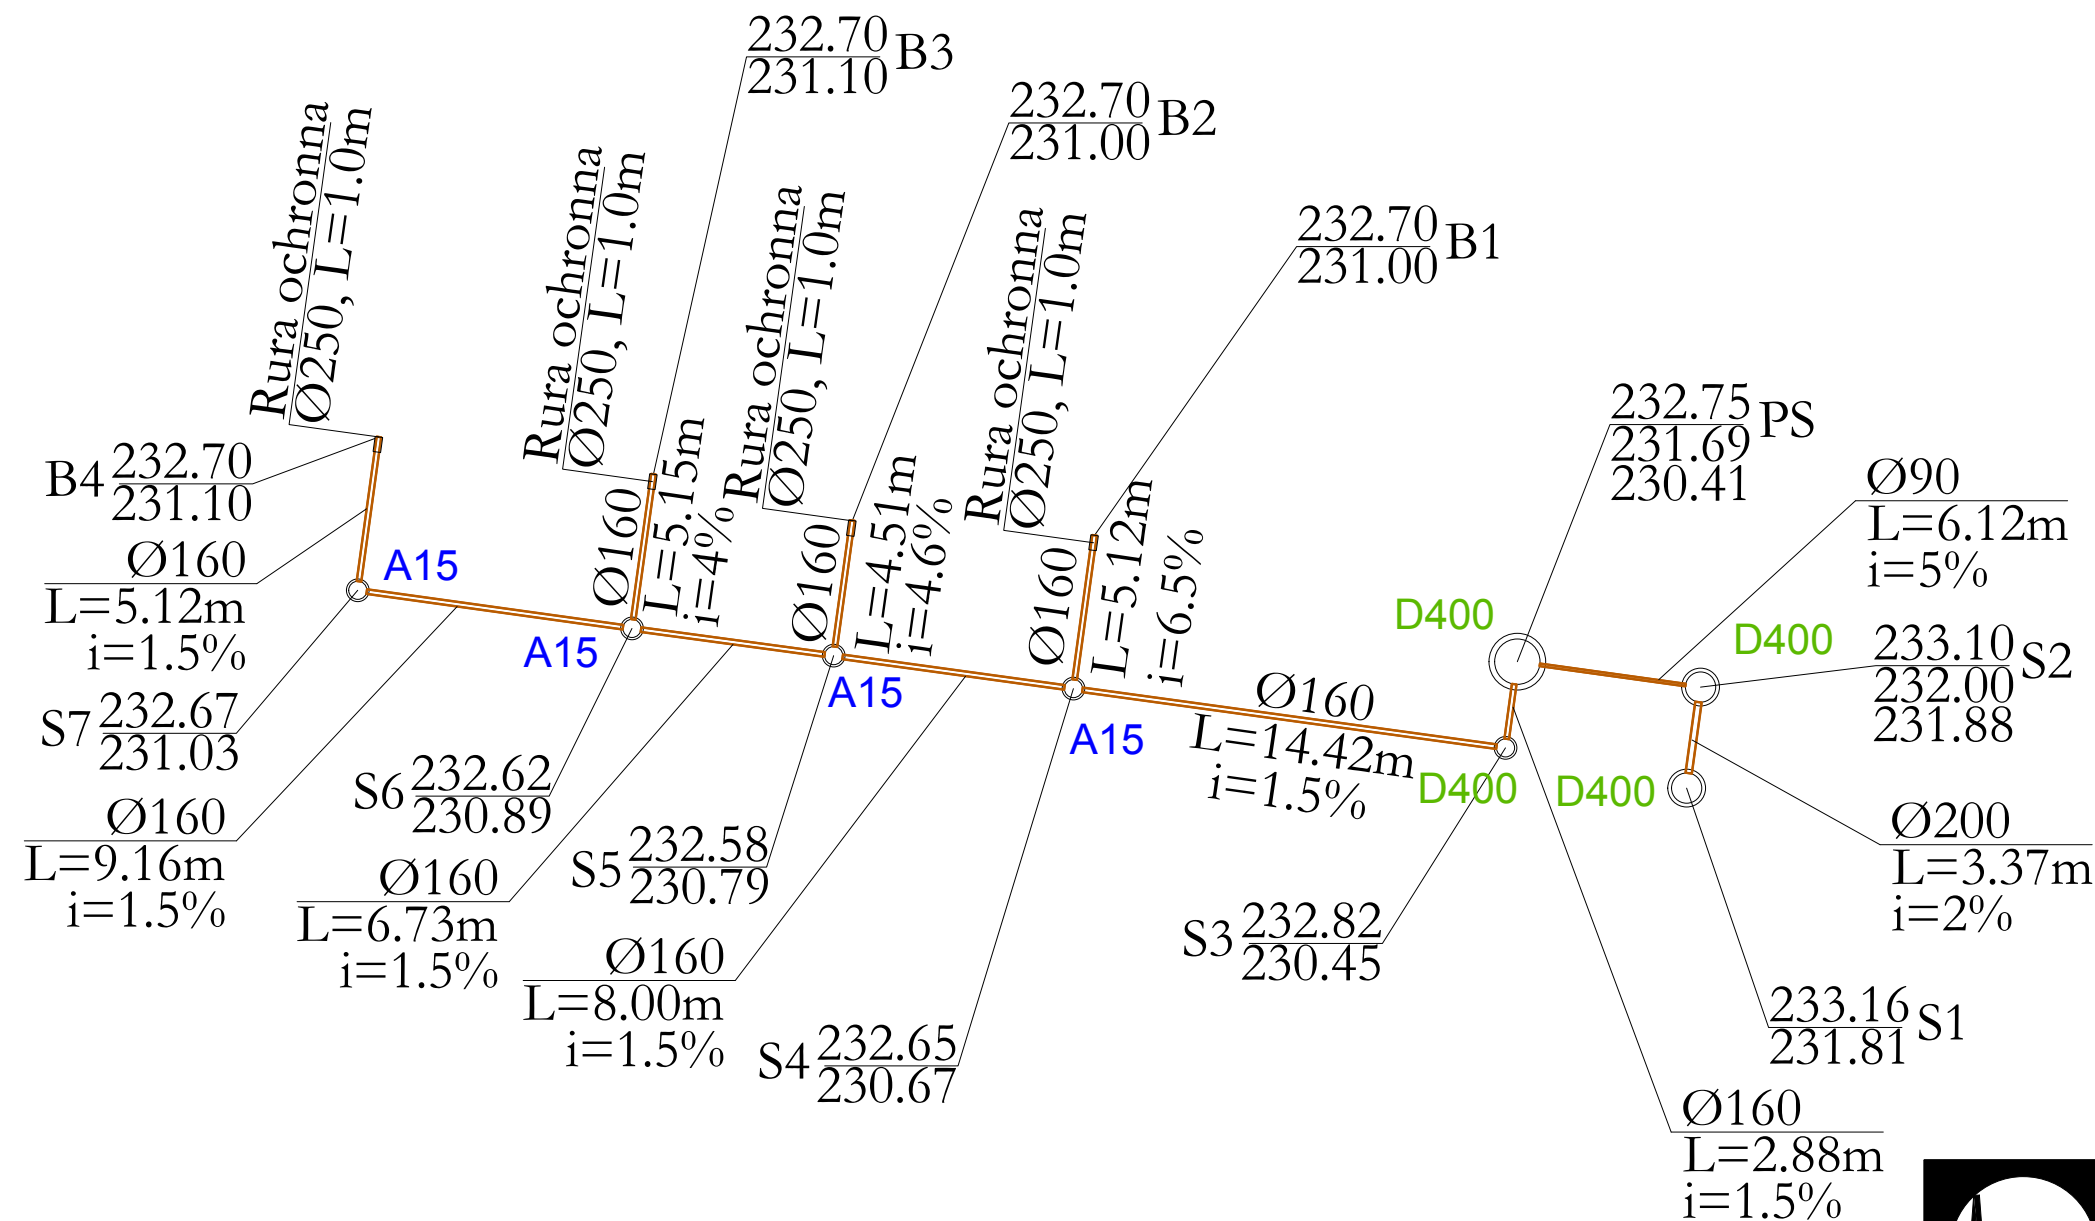 232.70
231.10
B3
232.70
231.00
B2
232.70
231.00
B1
Rura ochronna
Ø250, L=1.0m
Rura ochronna
Ø250, L=1.0m
Rura ochronna
Ø250, L=1.0m
Rura ochronna
Ø250, L=1.0m
B4
232.70
231.10
Ø160
L=5.12m
i=1.5%
A15
S7
232.67
231.03
Ø160
L=9.16m
i=1.5%
Ø160
L=5.15m
i=4%
A15
S6
232.62
230.89
Ø160
L=6.73m
i=1.5%
Ø160
L=4.51m
i=4.6%
A15
S5
232.58
230.79
Ø160
L=8.00m
i=1.5%
Ø160
L=5.12m
i=6.5%
A15
S4
232.65
230.67
Ø160
L=14.42m
i=1.5%
D400
232.75
231.69
230.41
PS
Ø90
L=6.12m
i=5%
D400
233.10
232.00
231.88
S2
D400
D400
S3
232.82
230.45
Ø200
L=3.37m
i=2%
233.16
231.81
S1
Ø160
L=2.88m
i=1.5%